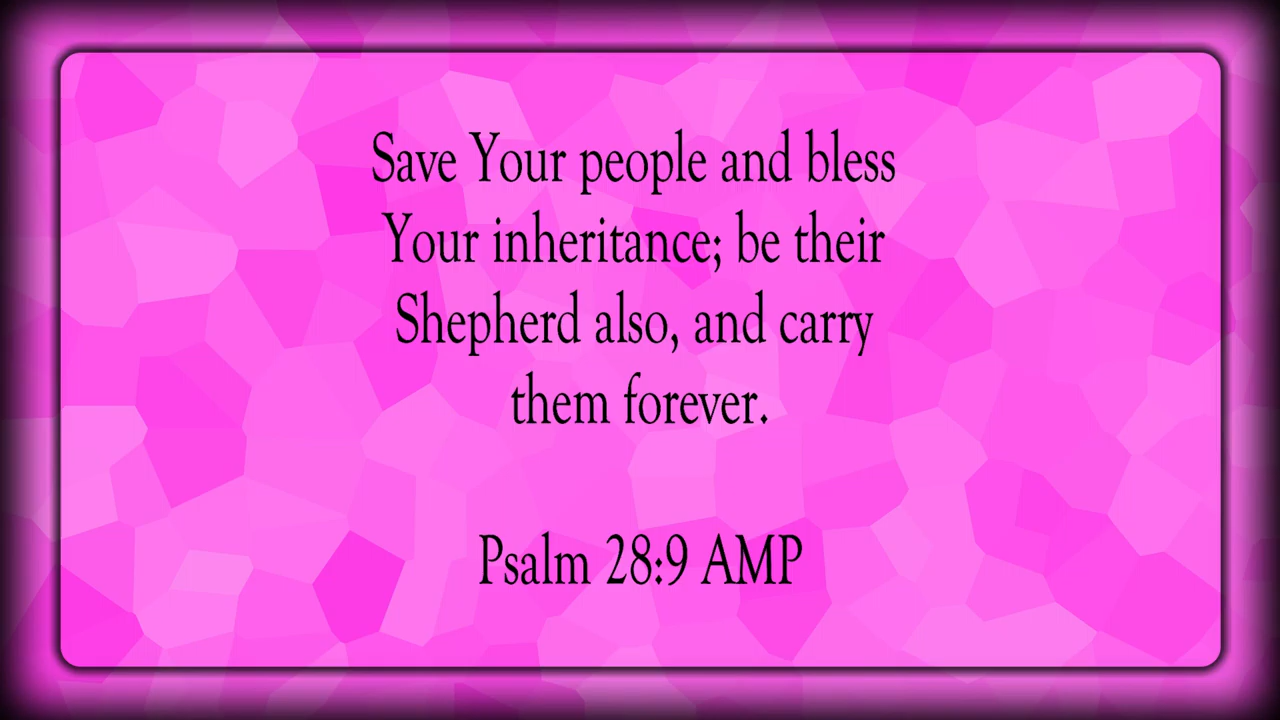 Save Your people and bless
Your inheritance; be their
Shepherd also, and carry
them forever.
Psalm 28:9 AMP